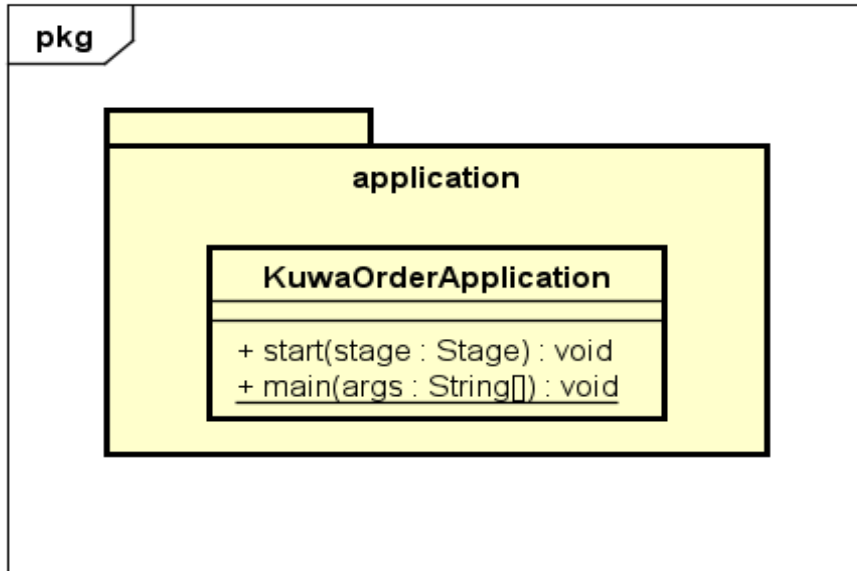 pkg
application
KuwaOrderApplication
+ start(stage : Stage) : void
+ main(args : String[]) : void